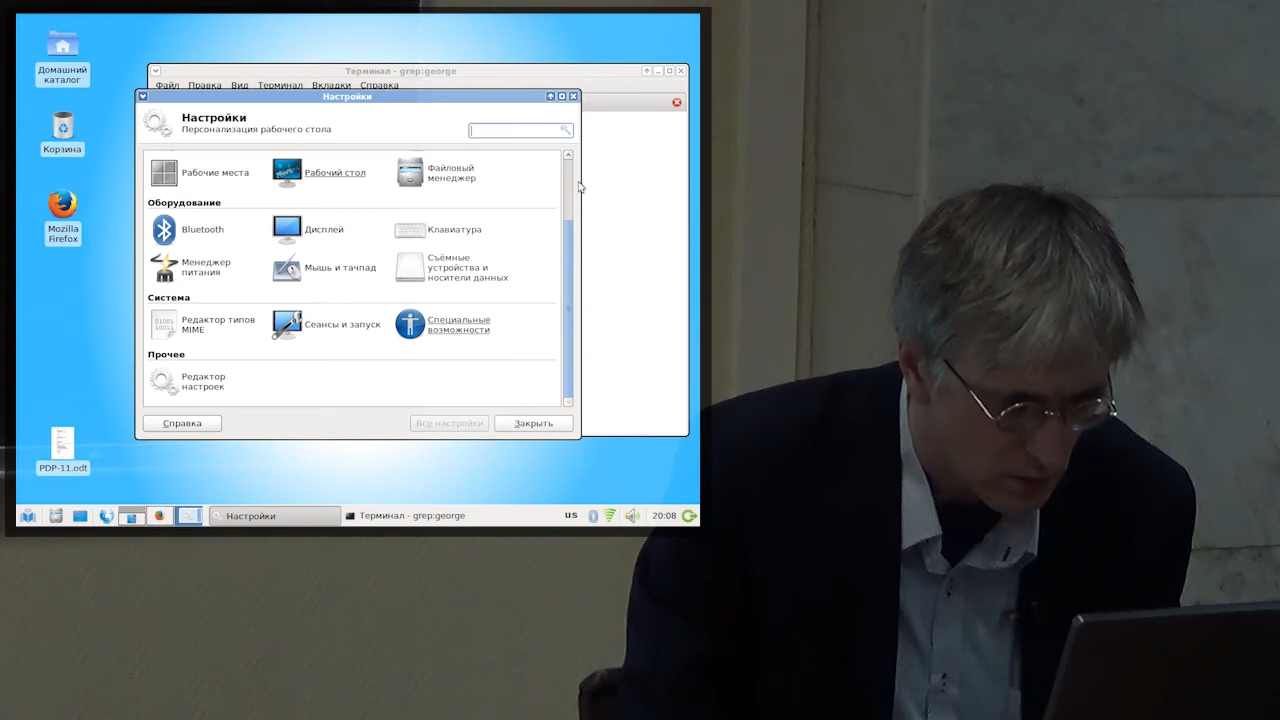 Домашний
каталог
Корзина
Mozilla
Firefox
PDP-11.odt
Терминал - grep:george
Файл Правка Вид Терминал Вкладки Справка
Настройки
Настройки
Персонализация рабочего стола
Рабочие места
Рабочий стол
Файловый
менеджер
Оборудование
Bluetooth
Дисплей
Клавиатура
Менеджер
питания
Мышь и тачпад
Съёмные
устройства и
носители данных
Система
Редактор типов
MIME
Сеансы и запуск
Специальные
возможности
Прочее
Редактор
настроек
Справка
Все настройки
Закрыть
Настройки
Терминал - grep:george
us
20:08